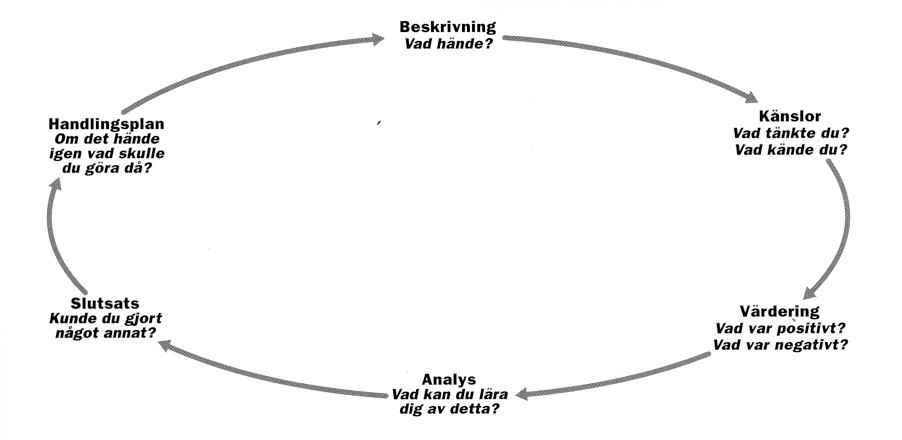 Beskrivning
Vad hände?
Känslor
Vad tänkte du?
Vad kände du?
Värdering
Vad var positivt?
Vad var negativt?
Analys
Vad kan du lära
dig av detta?
Slutsats
Kunde du gjort
något annat?
Handlingsplan
Om det hände
igen vad skulle
du göra då?